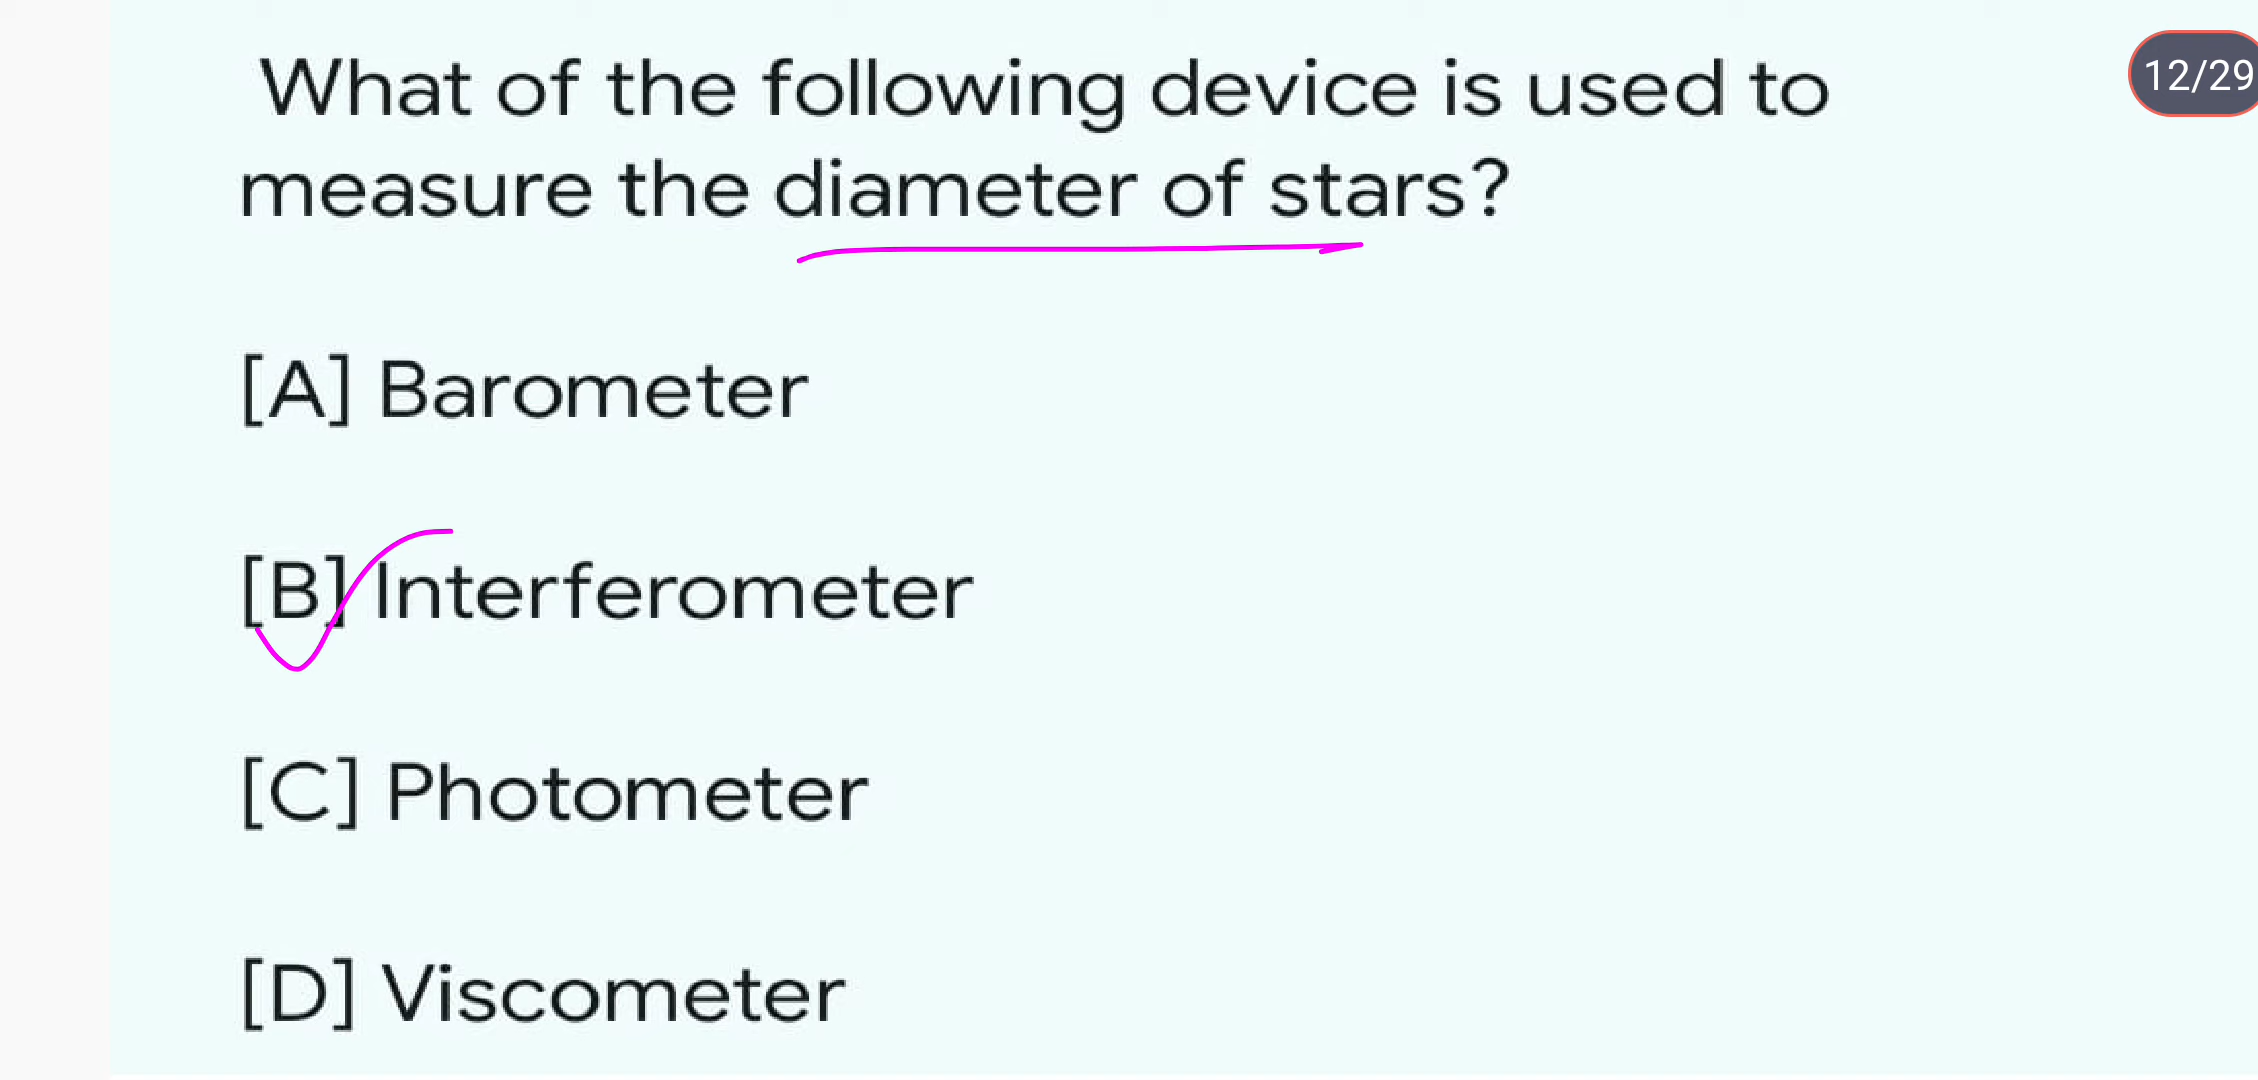 What of the following device is used to
12/29
measure the diameter of stars?
[A] Barometer
[B] Interferometer
[C] Photometer
[D] Viscometer